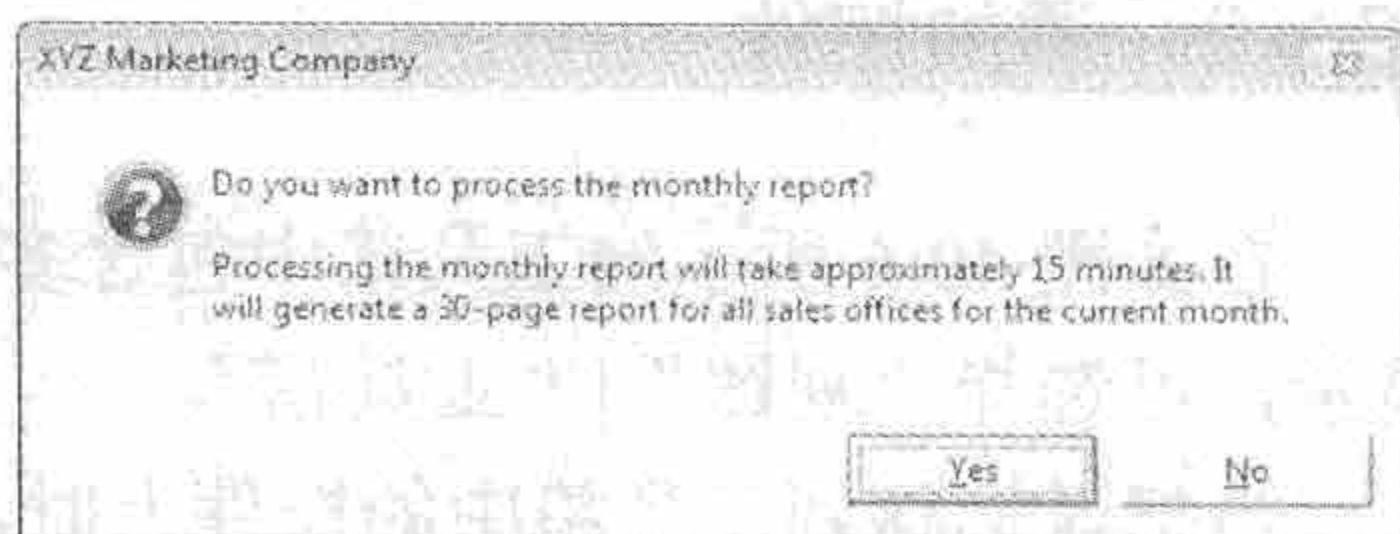 XYZ Marketing Company
Do you want to process the monthly report?
Processing the monthly report will take approximately 15 minutes. It
will generate a 30-page report for all sales offices for the current month.
Yes
No